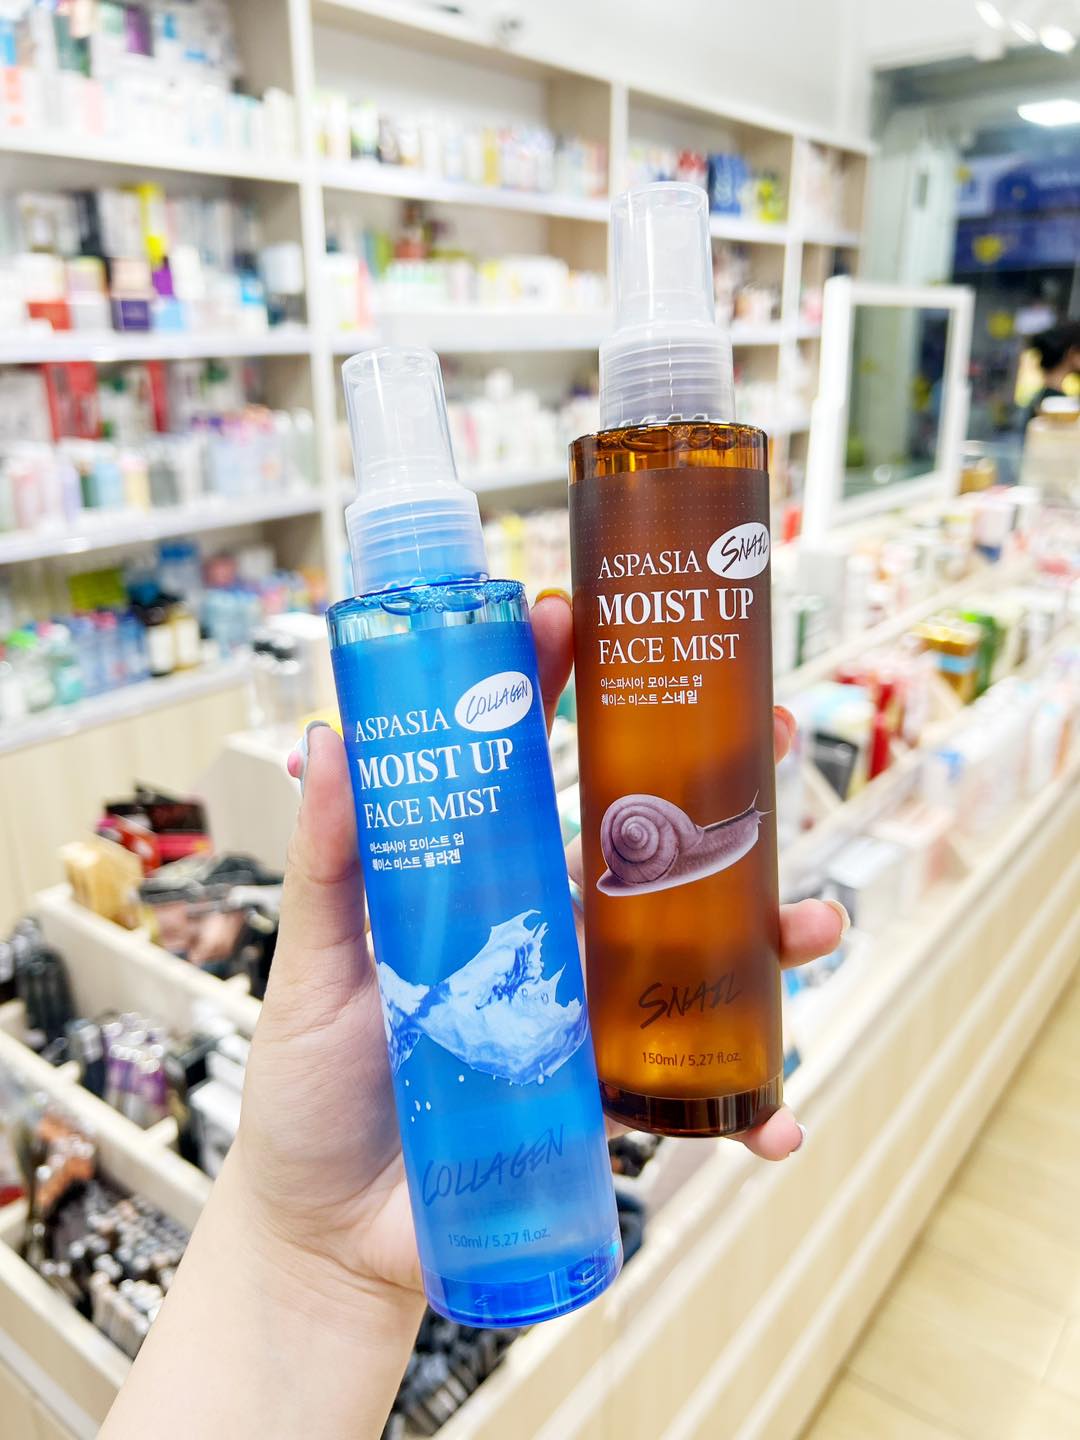 ASPASIA COLLAGEN
MOIST UP
FACE MIST
아스파시아 모이스트 업
훼이스 미스트 콜라겐
COLLAGEN
150ml / 5.27 fl.oz.
ASPASIA SNAIL
MOIST UP
FACE MIST
아스파시아 모이스트 업
훼이스 미스트 스네일
SNAIL
150ml / 5.27 fl.oz.